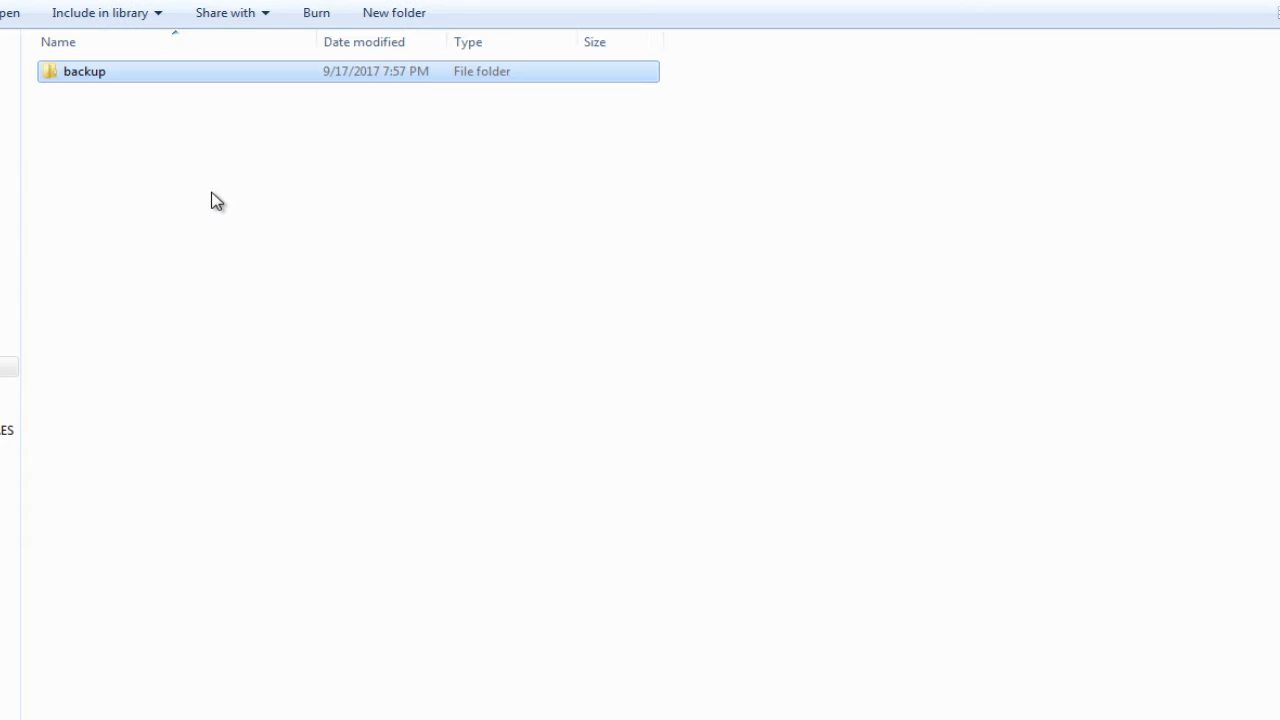 pen Include in library Share with Burn New folder
Name Date modified Type Size
backup 9/17/2017 7:57 PM File folder
ES